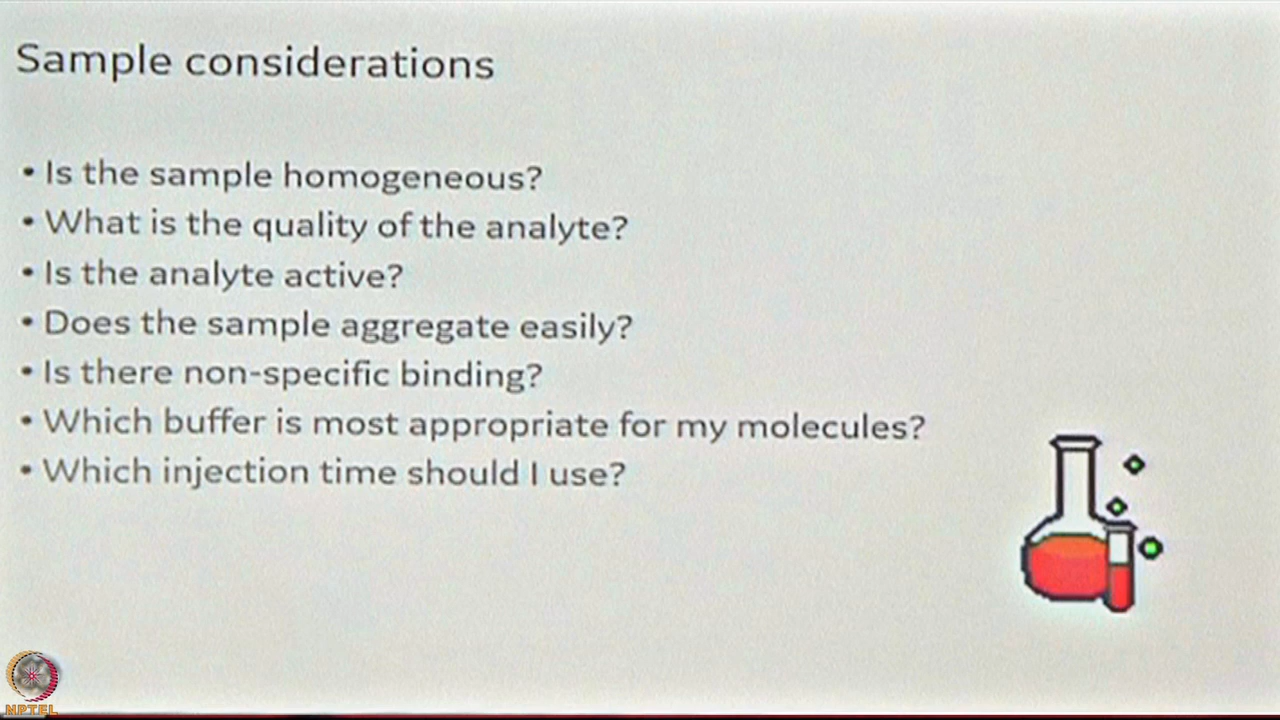 Sample considerations
• Is the sample homogeneous?
• What is the quality of the analyte?
• Is the analyte active?
• Does the sample aggregate easily?
• Is there non-specific binding?
• Which buffer is most appropriate for my molecules?
• Which injection time should I use?
NPTEL